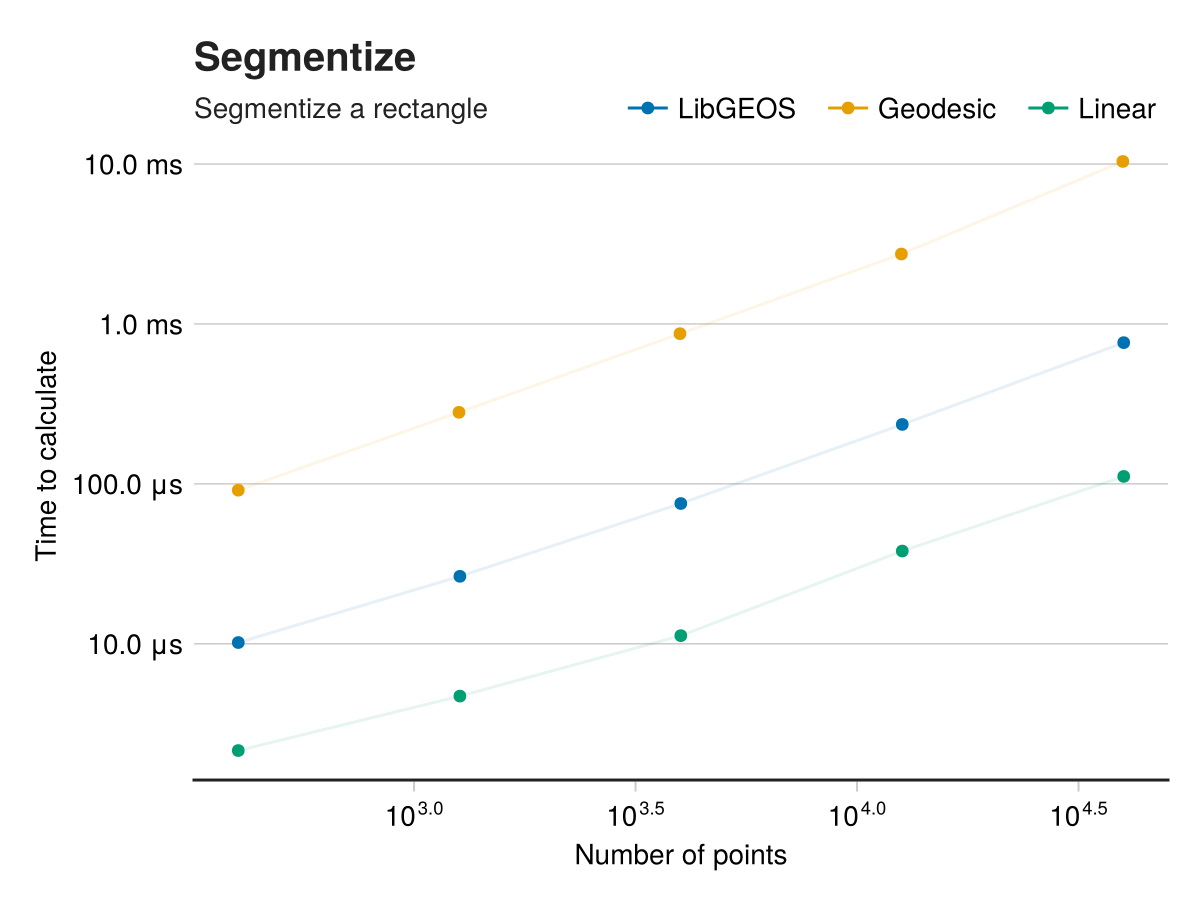 Segmentize
Segmentize a rectangle
LibGEOS Geodesic Linear
10.0 ms
1.0 ms
100.0 µs
10.0 µs
Time to calculate
10^3.0 10^3.5 10^4.0 10^4.5
Number of points